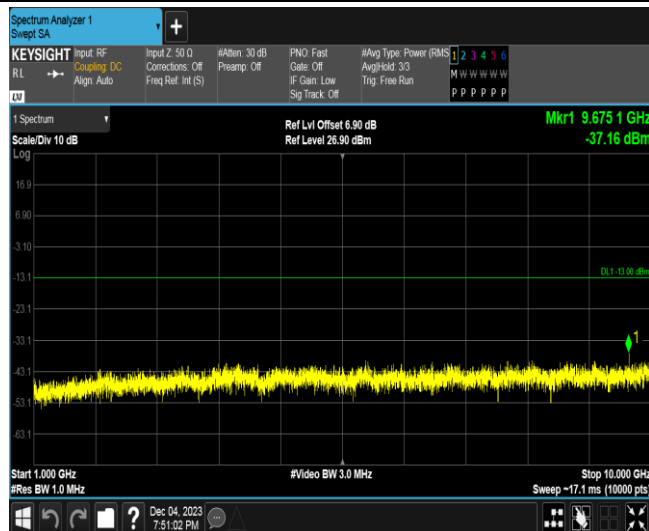 Spectrum Analyzer 1
Swept SA
+
KEYSIGHT
RL
Input: RF
Coupling: DC
Align: Auto
Input Z: 50 Ω
Corrections: Off
Freq Ref: Int (S)
#Atten: 30 dB
Preamp: Off
PNO: Fast
Gate: Off
IF Gain: Low
Sig Track: Off
#Avg Type: Power (RMS
Avg|Hold: 3/3
Trig: Free Run
1 2 3 4 5 6
M W W W W W
P P P P P P
1 Spectrum
Scale/Div 10 dB
Log
Ref Lvl Offset 6.90 dB
Ref Level 26.90 dBm
Mkr1 9.675 1 GHz
-37.16 dBm
16.9
6.90
-3.10
-13.1
DL1 -13.00 dBm
-23.1
-33.1
1
-43.1
-53.1
-63.1
Start 1.000 GHz
#Res BW 1.0 MHz
#Video BW 3.0 MHz
Stop 10.000 GHz
Sweep ~17.1 ms (10000 pts)
?
Dec 04, 2023
7:51:02 PM